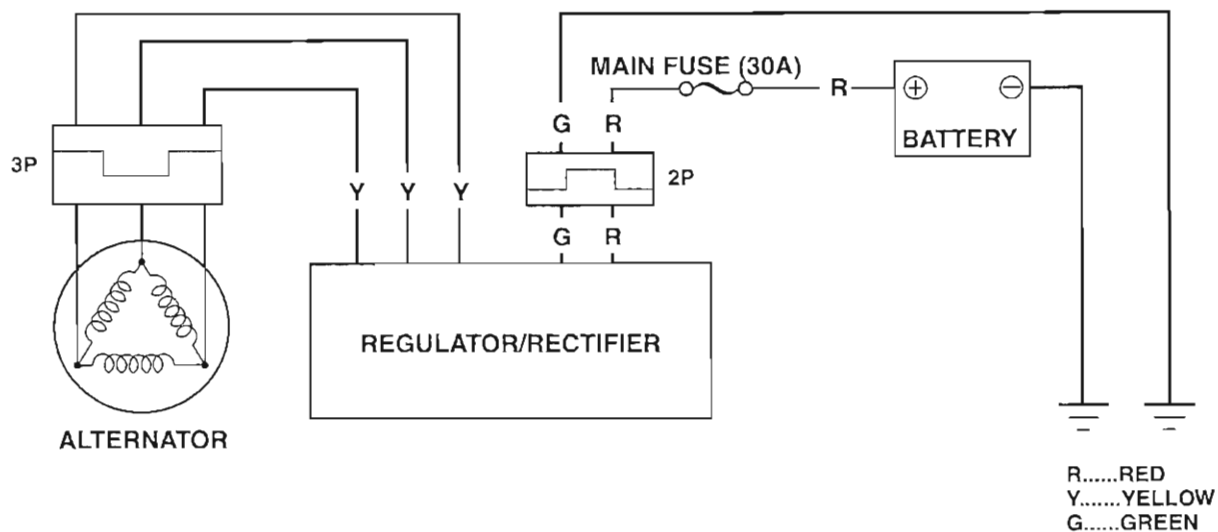 MAIN FUSE (30A)
R
+ −
BATTERY
G R
3P
2P
Y Y Y
G R
REGULATOR/RECTIFIER
ALTERNATOR
R......RED
Y.......YELLOW
G......GREEN